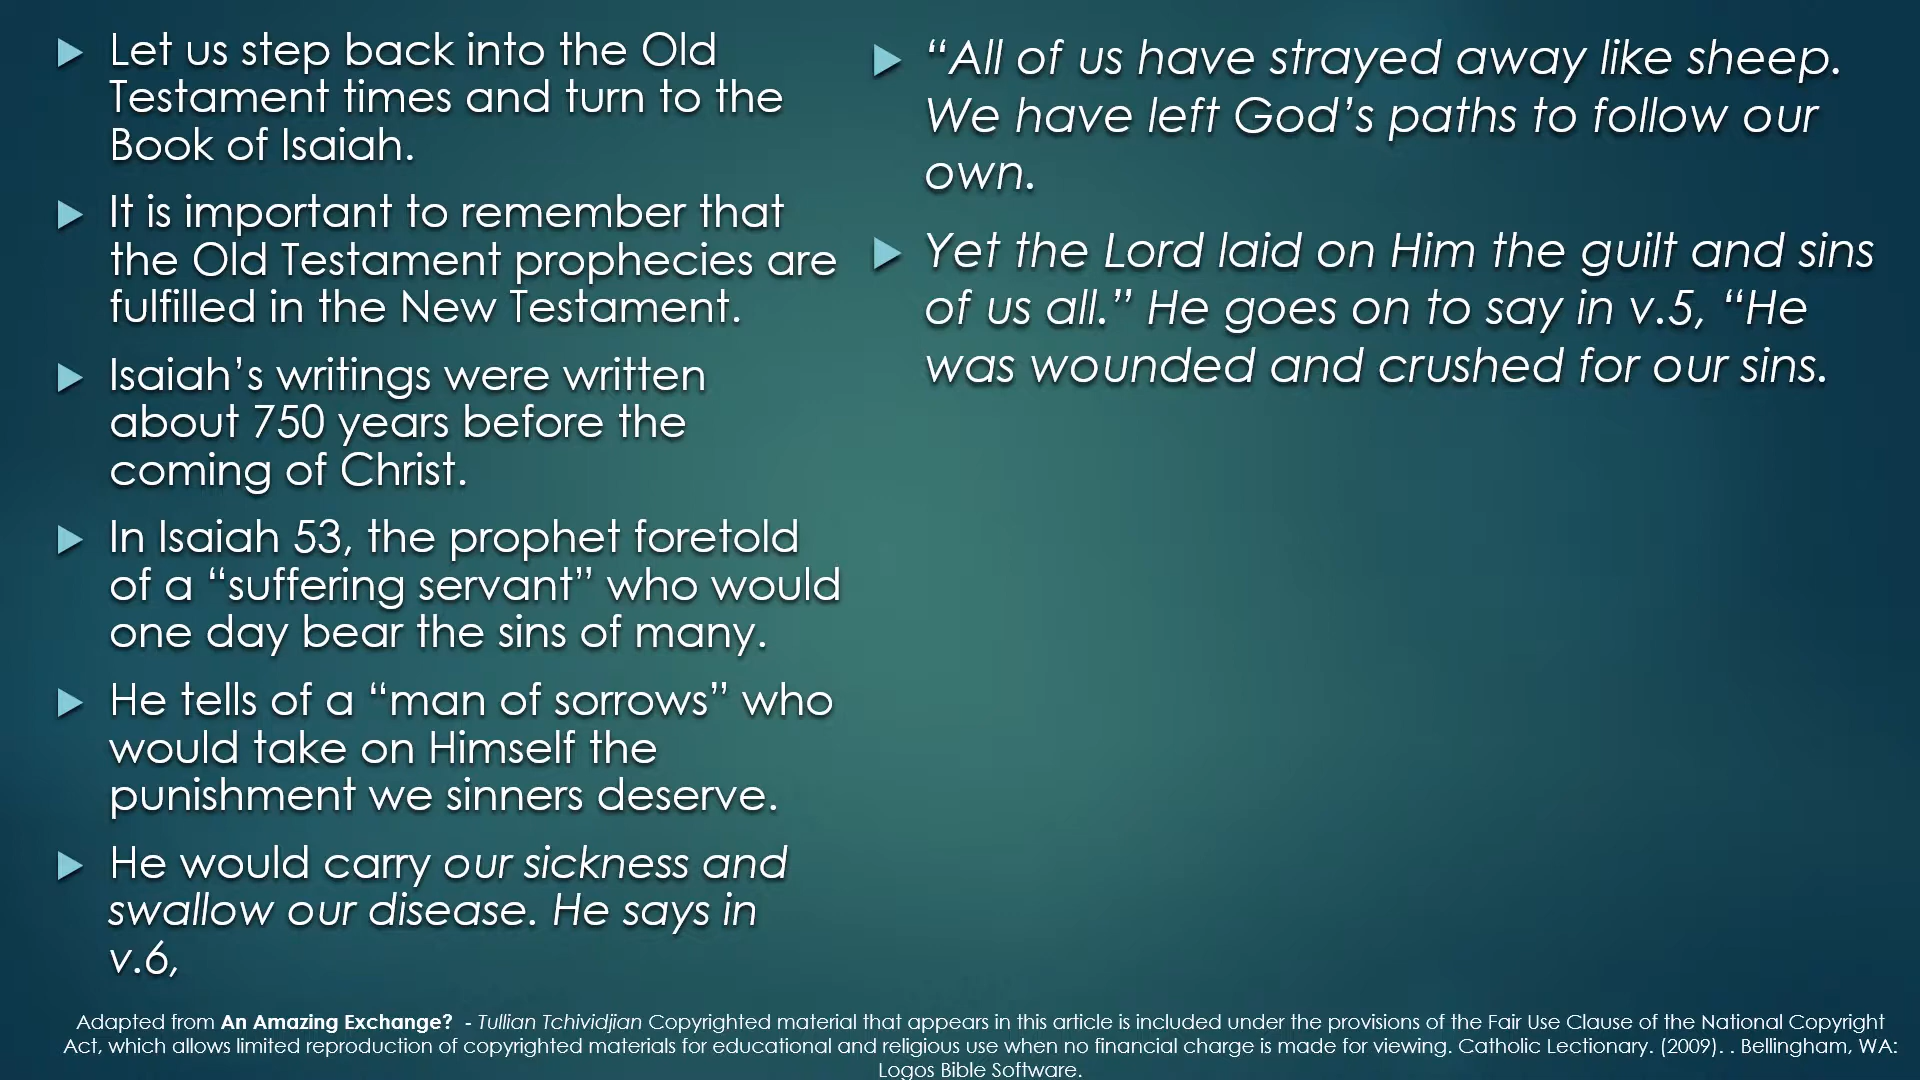 Let us step back into the Old
Testament times and turn to the
Book of Isaiah.
It is important to remember that
the Old Testament prophecies are
fulfilled in the New Testament.
Isaiah’s writings were written
about 750 years before the
coming of Christ.
In Isaiah 53, the prophet foretold
of a “suffering servant” who would
one day bear the sins of many.
He tells of a “man of sorrows” who
would take on Himself the
punishment we sinners deserve.
He would carry our sickness and
swallow our disease. He says in
v.6,
“All of us have strayed away like sheep.
We have left God’s paths to follow our
own.
Yet the Lord laid on Him the guilt and sins
of us all.” He goes on to say in v.5, “He
was wounded and crushed for our sins.
Adapted from An Amazing Exchange? - Tullian Tchividjian Copyrighted material that appears in this article is included under the provisions of the Fair Use Clause of the National Copyright
Act, which allows limited reproduction of copyrighted materials for educational and religious use when no financial charge is made for viewing. Catholic Lectionary. (2009). . Bellingham, WA:
Logos Bible Software.